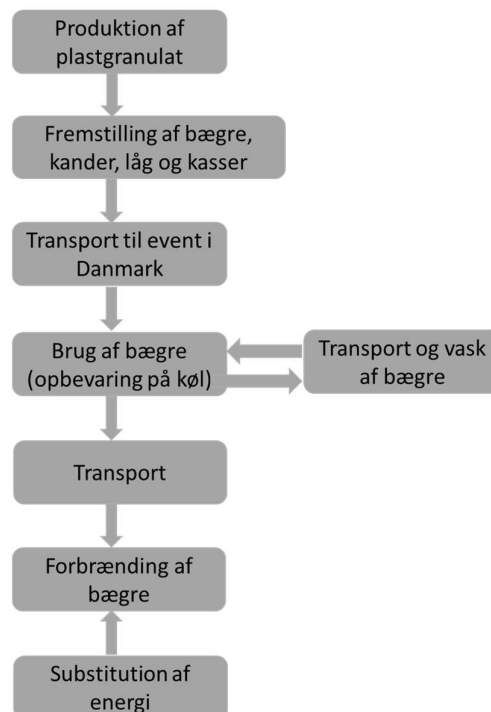 Produktion af
plastgranulat
Fremstilling af bægre,
kander, låg og kasser
Transport til event i
Danmark
Brug af bægre
(opbevaring på køl)
Transport og vask
af bægre
Transport
Forbrænding af
bægre
Substitution af
energi